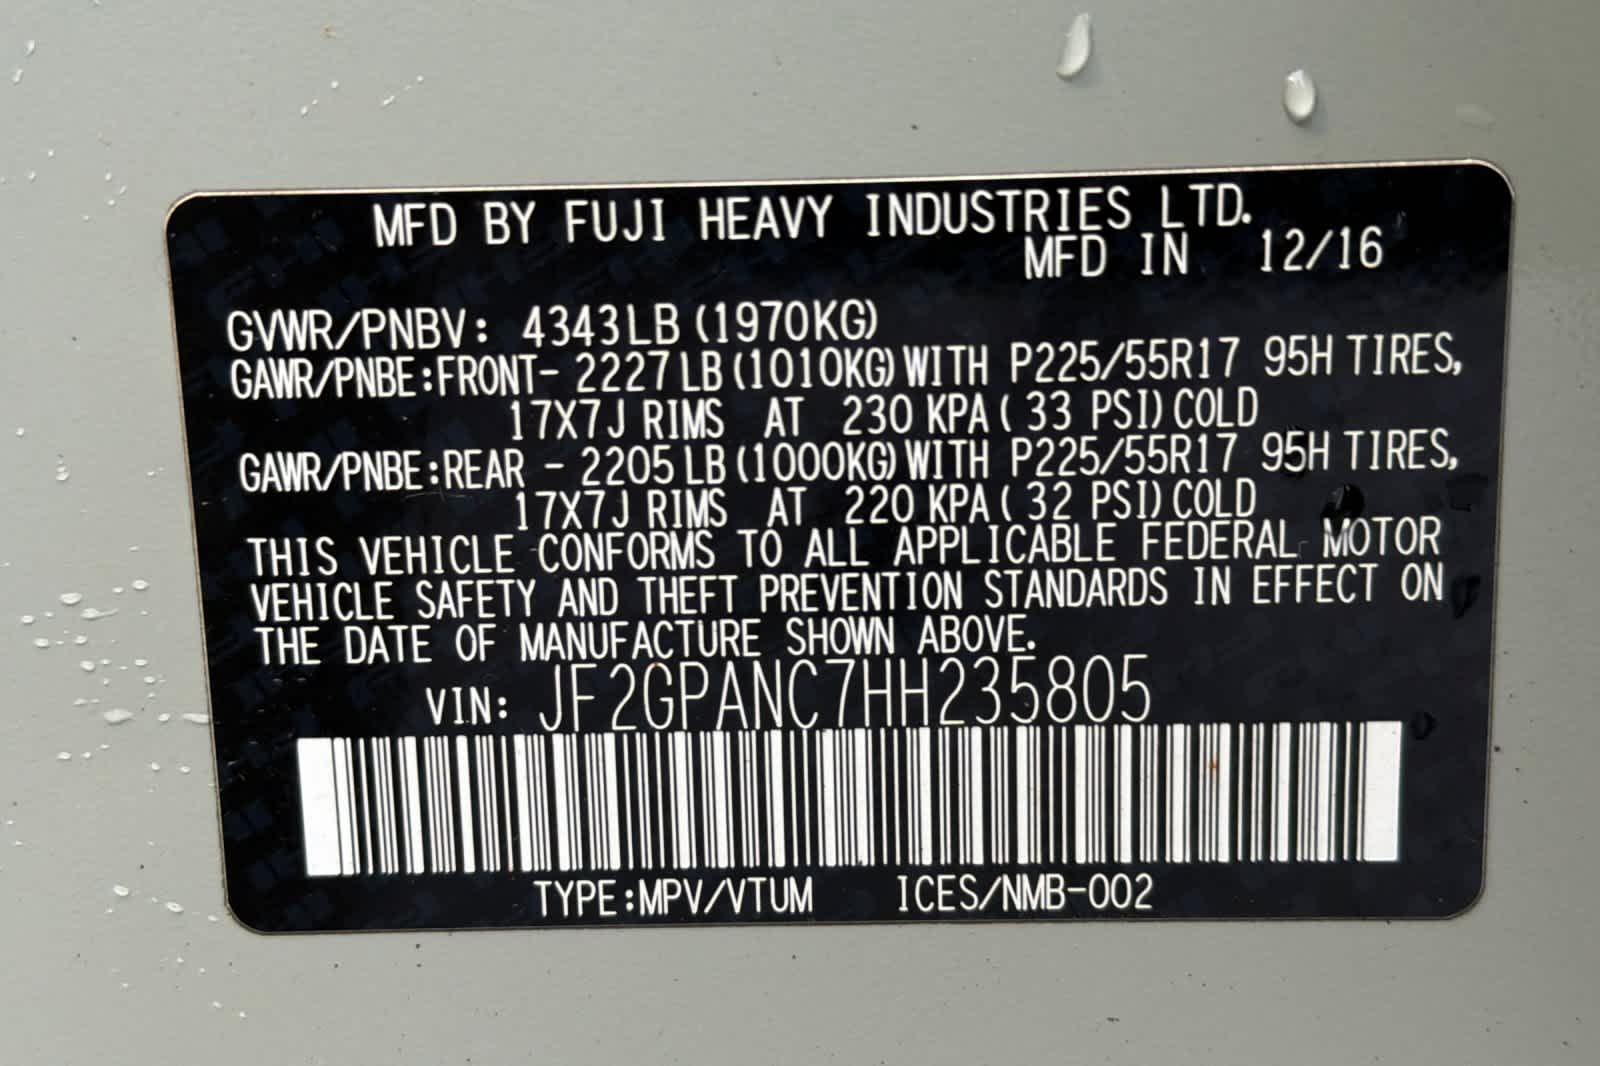 MFD BY FUJI HEAVY INDUSTRIES LTD.
MFD IN 12/16
GVWR/PNBV: 4343LB (1970KG)
GAWR/PNBE:FRONT- 2227LB (1010KG) WITH P225/55R17 95H TIRES,
17X7J RIMS AT 230 KPA ( 33 PSI) COLD
GAWR/PNBE:REAR - 2205LB (1000KG) WITH P225/55R17 95H TIRES,
17X7J RIMS AT 220 KPA ( 32 PSI) COLD
THIS VEHICLE CONFORMS TO ALL APPLICABLE FEDERAL MOTOR
VEHICLE SAFETY AND THEFT PREVENTION STANDARDS IN EFFECT ON
THE DATE OF MANUFACTURE SHOWN ABOVE.
VIN: JF2GPANC7HH235805
TYPE:MPV/VTUM ICES/NMB-002